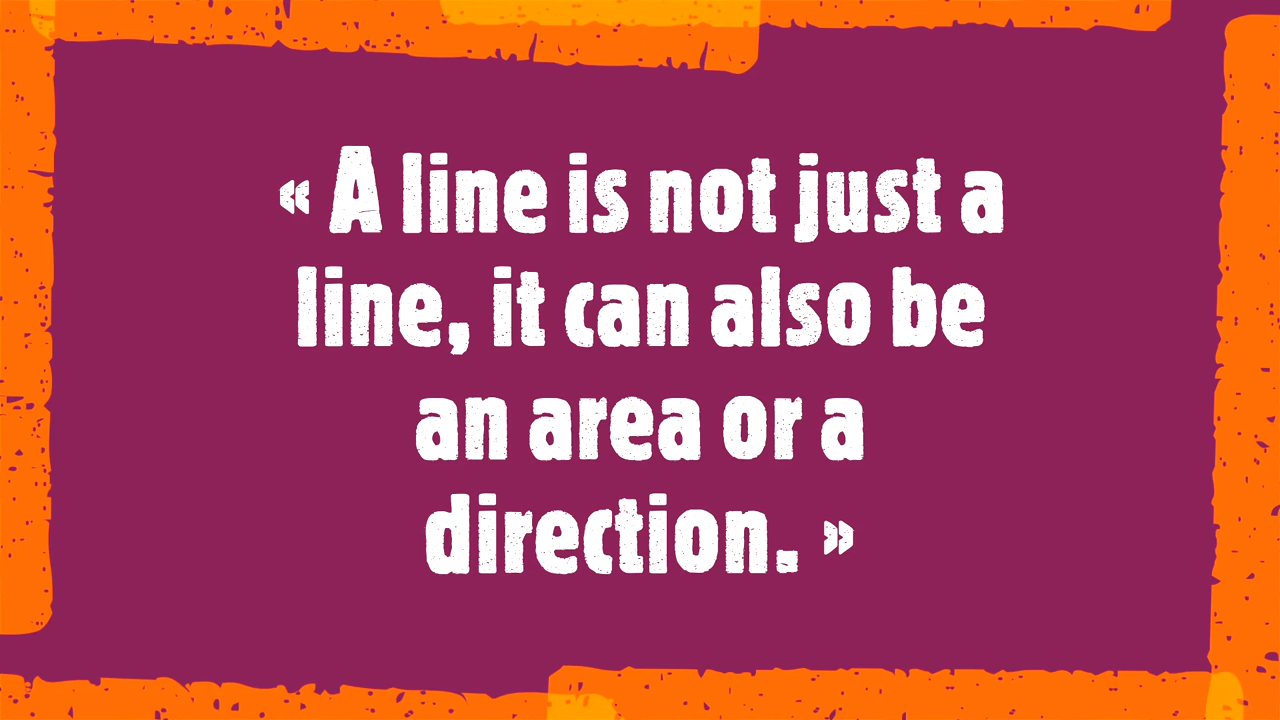 « A line is not just a
line, it can also be
an area or a
direction. »